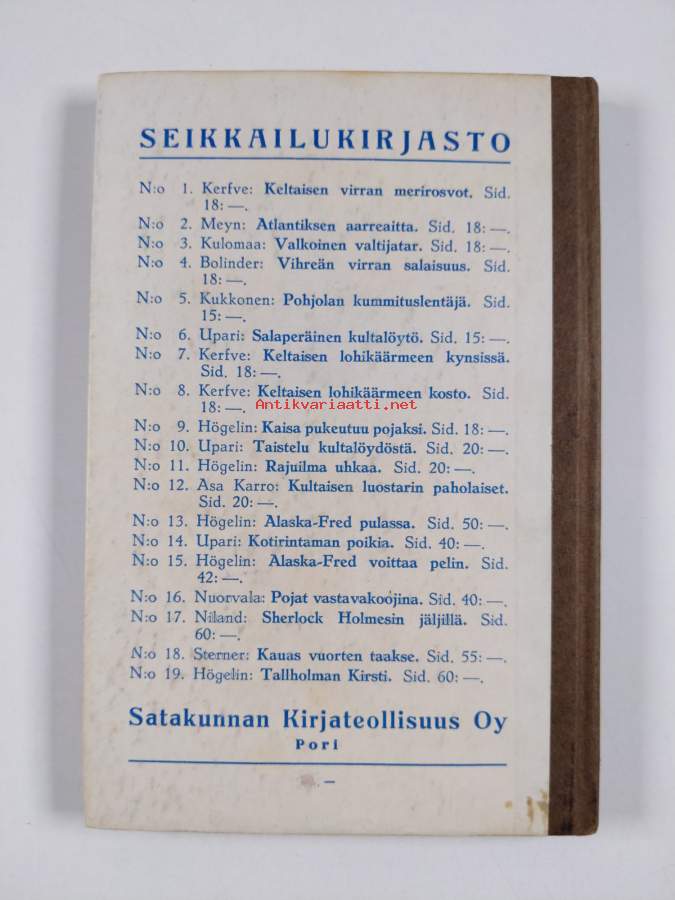 SEIKKAILUKIRJASTO
N:o 1. Kerfve: Keltaisen virran merirosvot. Sid.
18: —.
N:o 2. Meyn: Atlantiksen aarreaitta. Sid. 18: —.
N:o 3. Kulomaa: Valkoinen valtijatar. Sid. 18: —.
N:o 4. Bolinder: Vihreän virran salaisuus. Sid.
18: —.
N:o 5. Kukkonen: Pohjolan kummituslentäjä. Sid.
15: —.
N:o 6. Upari: Salaperäinen kultalöytö. Sid. 15: —.
N:o 7. Kerfve: Keltaisen lohikäärmeen kynsissä.
Sid. 18: —.
N:o 8. Kerfve: Keltaisen lohikäärmeen kosto. Sid.
18: —.
Antikvariaatti.net
N:o 9. Högelin: Kaisa pukeutuu pojaksi. Sid. 18: —.
N:o 10. Upari: Taistelu kultalöydöstä. Sid. 20: —.
N:o 11. Högelin: Rajuilma uhkaa. Sid. 20: —.
N:o 12. Asa Karro: Kultaisen luostarin paholaiset.
Sid. 20: —.
N:o 13. Högelin: Alaska-Fred pulassa. Sid. 50: —.
N:o 14. Upari: Kotirintaman poikia. Sid. 40: —.
N:o 15. Högelin: Alaska-Fred voittaa pelin. Sid.
42: —.
N:o 16. Nuorvala: Pojat vastavakoojina. Sid. 40: —.
N:o 17. Niland: Sherlock Holmesin jäljillä. Sid.
60: —.
N:o 18. Sterner: Kauas vuorten taakse. Sid. 55: —.
N:o 19. Högelin: Tallholman Kirsti. Sid. 60: —.
Satakunnan Kirjateollisuus Oy
Pori